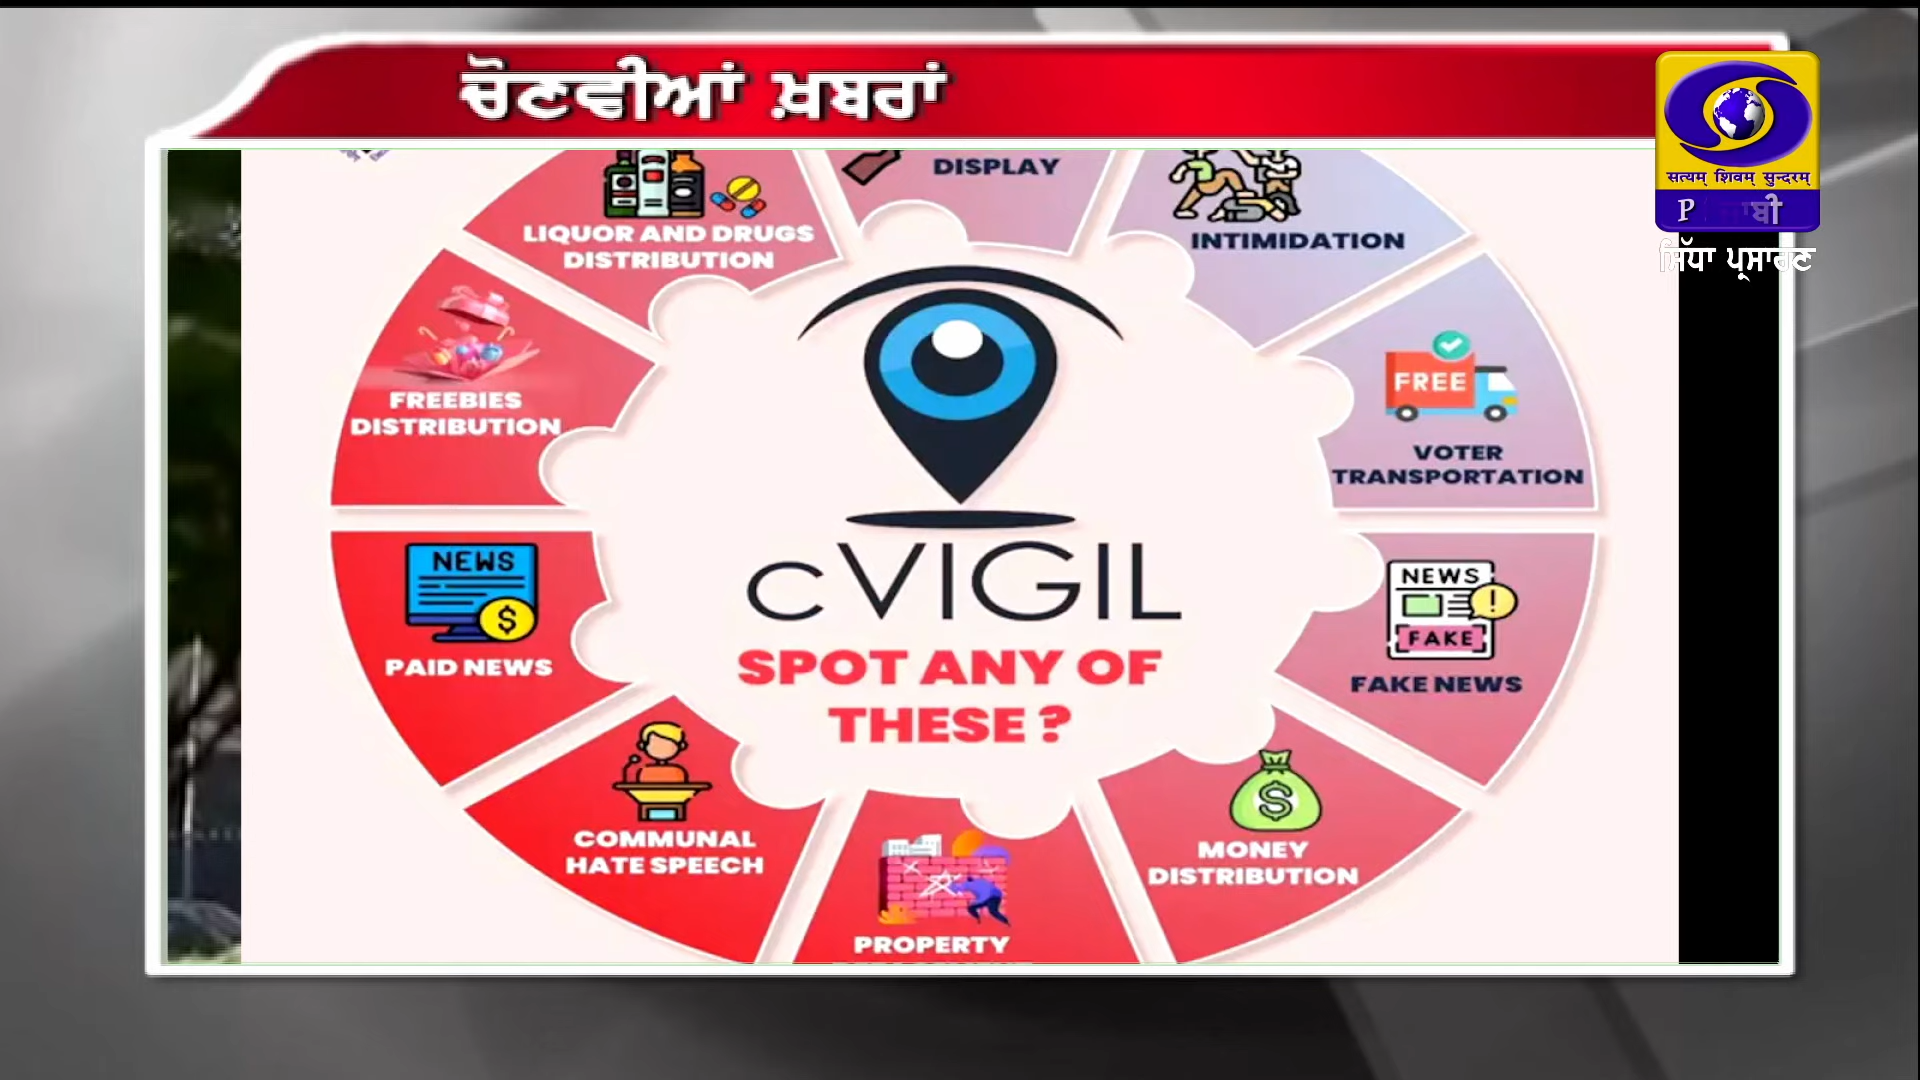 ਚੋਣਵੀਆਂ ਖ਼ਬਰਾਂ
सत्यम् शिवम् सुन्दरम्
ਸਿੱਧਾ ਪ੍ਰਸਾਰਣ
DISPLAY
LIQUOR AND DRUGS
DISTRIBUTION
INTIMIDATION
FREEBIES
DISTRIBUTION
FREE
VOTER
TRANSPORTATION
cVIGIL
SPOT ANY OF
THESE ?
NEWS
$
PAID NEWS
NEWS
!
FAKE
FAKE NEWS
COMMUNAL
HATE SPEECH
$
MONEY
DISTRIBUTION
PROPERTY